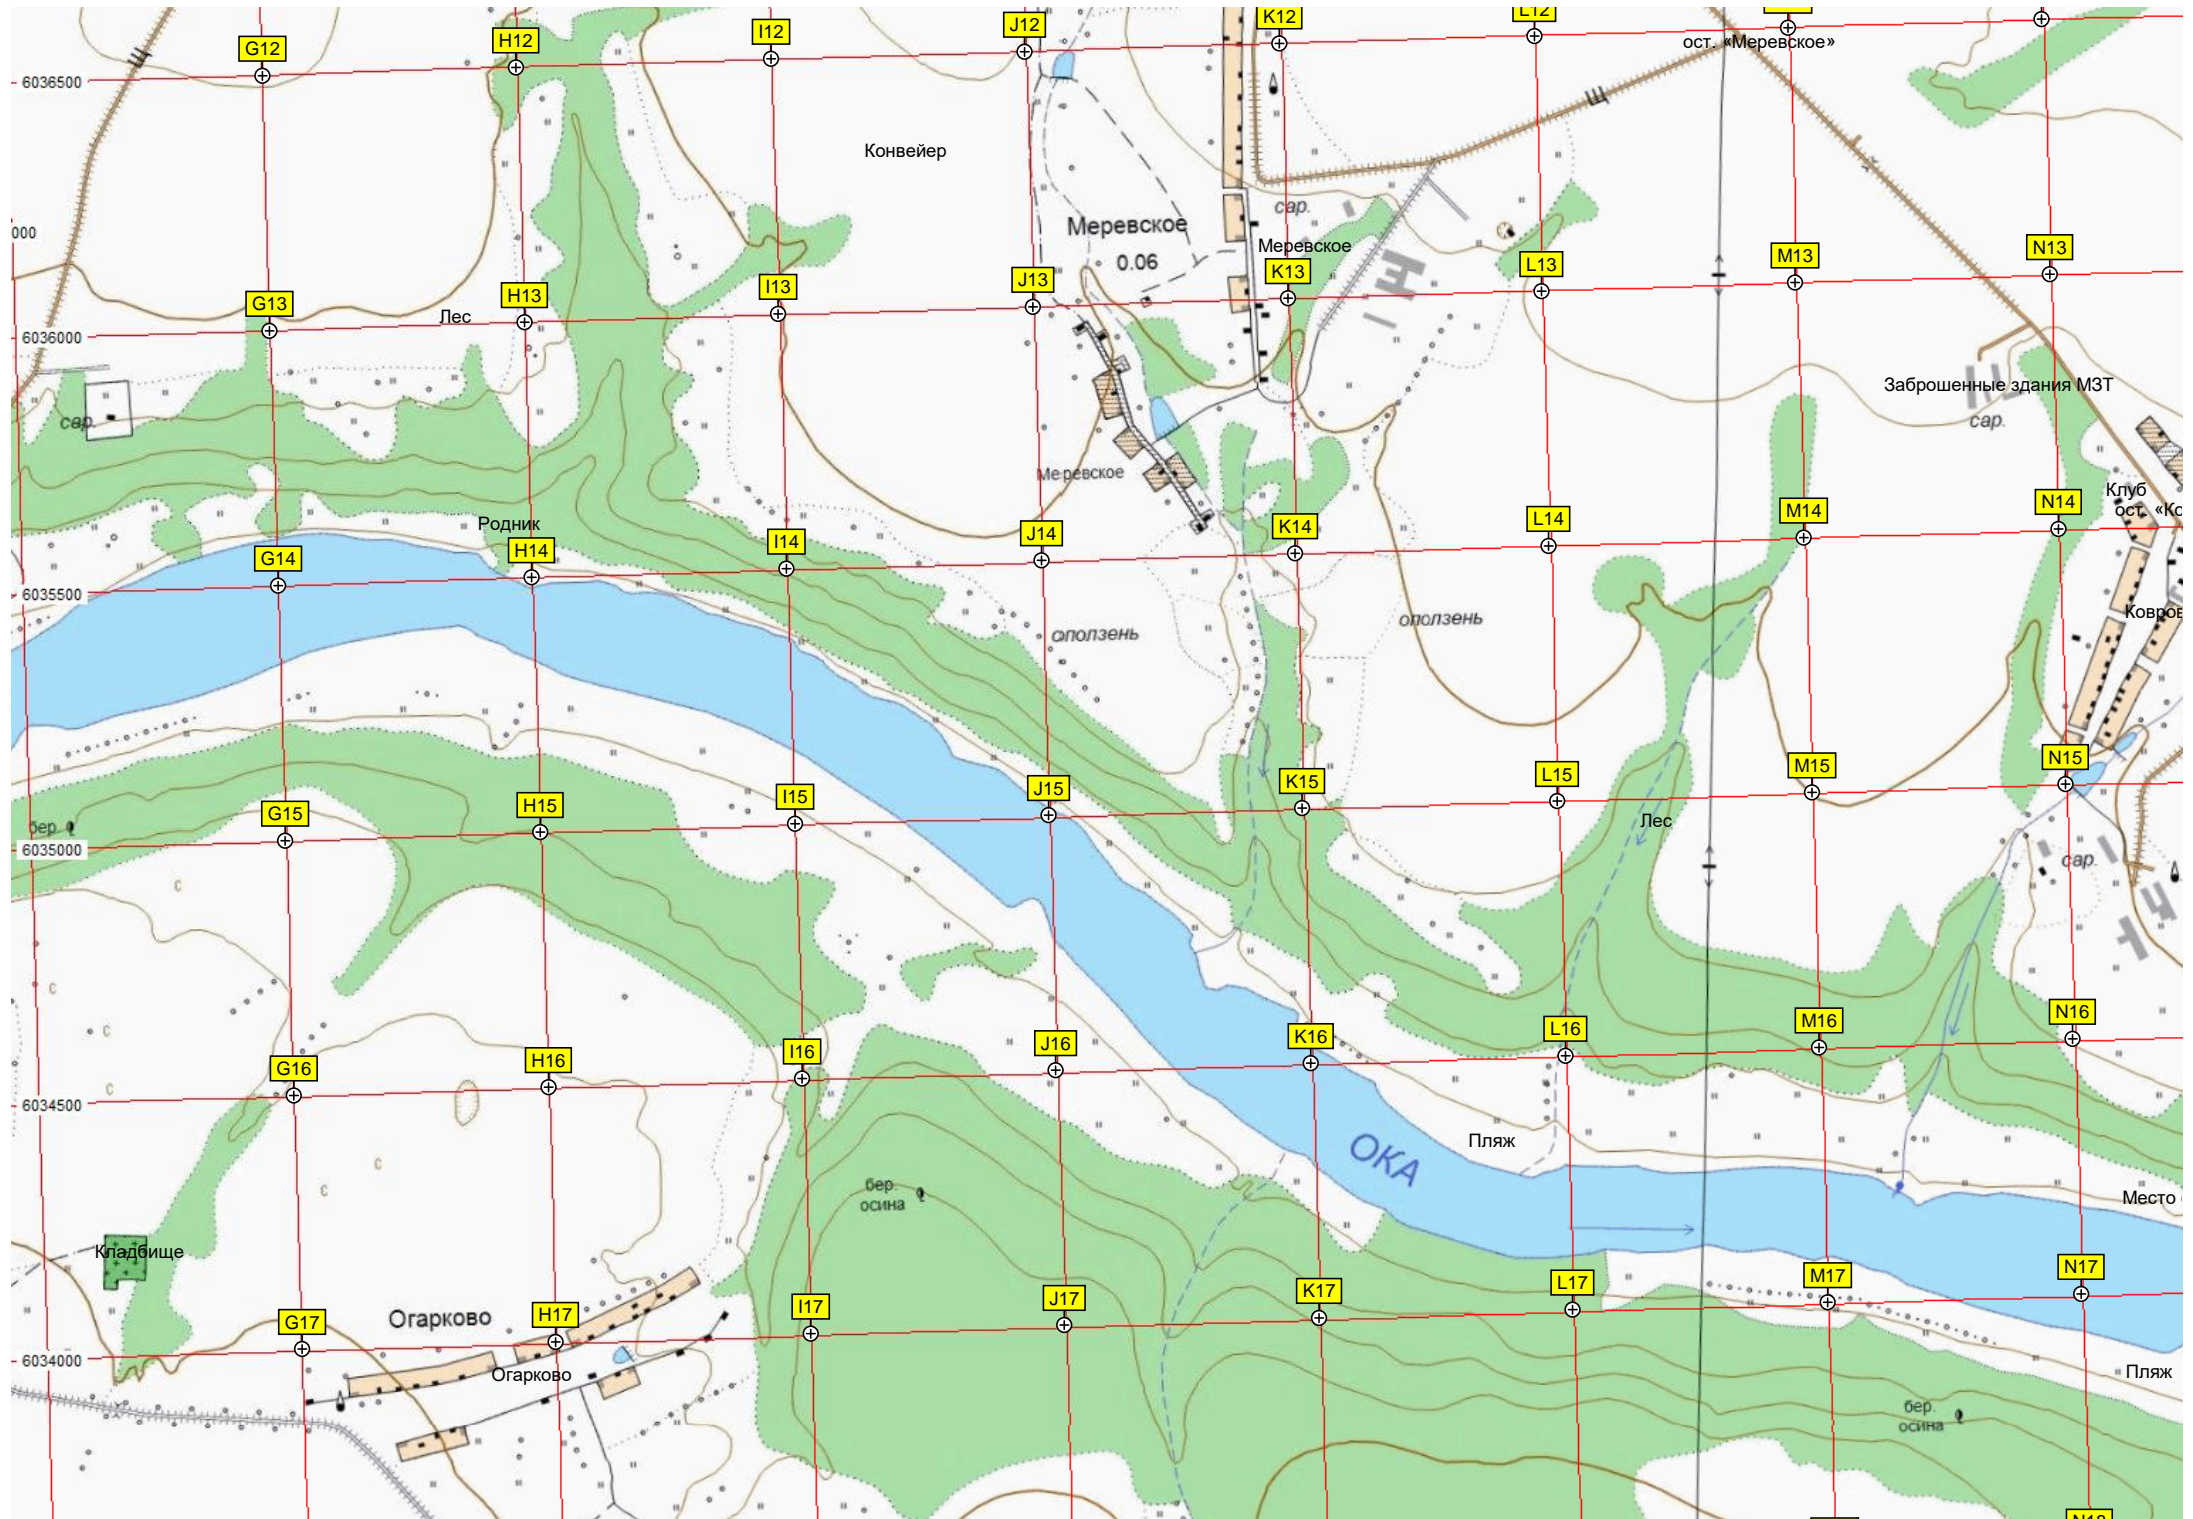 K12
L12
G12
H12
I12
J12
ост. «Меревское»
6036500
Щ
Щ
Конвейер
сар.
Меревское
Меревское
0.06
000
K13
L13
M13
N13
G13
H13
I13
J13
Лес
6036000
Заброшенные здания МЗТ
сар.
сар.
Меревское
Клуб
ост. «Ко
Родник
G14
H14
I14
J14
K14
L14
M14
N14
6035500
оползень
оползень
Ковров
G15
H15
I15
J15
K15
L15
M15
N15
Лес
бер
6035000
сар.
С
С
С
С
С
С
G16
H16
I16
J16
K16
L16
M16
N16
6034500
ОКА
Пляж
бер.
осина
Место
Кладбище
G17
H17
I17
J17
K17
L17
M17
N17
Огарково
6034000
Огарково
Пляж
бер.
осина
N18